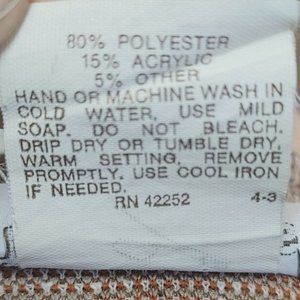 80% POLYESTER
15% ACRYLIC
5% OTHER
HAND OR MACHINE WASH IN
COLD WATER, USE MILD
SOAP. DO NOT BLEACH.
DRIP DRY OR TUMBLE DRY,
WARM SETTING, REMOVE
PROMPTLY. USE COOL IRON
IF NEEDED.
RN 42252 4-3